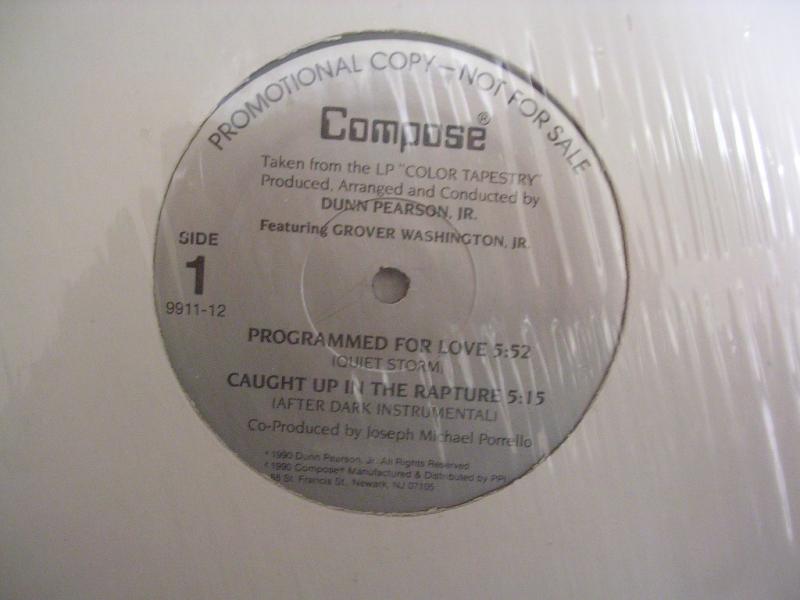 PROMOTIONAL COPY—NOT FOR SALE
Compose®
Taken from the LP "COLOR TAPESTRY"
Produced, Arranged and Conducted by
DUNN PEARSON, JR.
Featuring GROVER WASHINGTON, JR.
SIDE
1
9911-12
PROGRAMMED FOR LOVE 5:52
(QUIET STORM)
CAUGHT UP IN THE RAPTURE 5:15
(AFTER DARK INSTRUMENTAL)
Co-Produced by Joseph Michael Porrello
1990 Dunn Pearson, Jr. All Rights Reserved
1990 Compose® Manufactured & Distributed by PPI
St. Francis St., Newark, NJ 07105